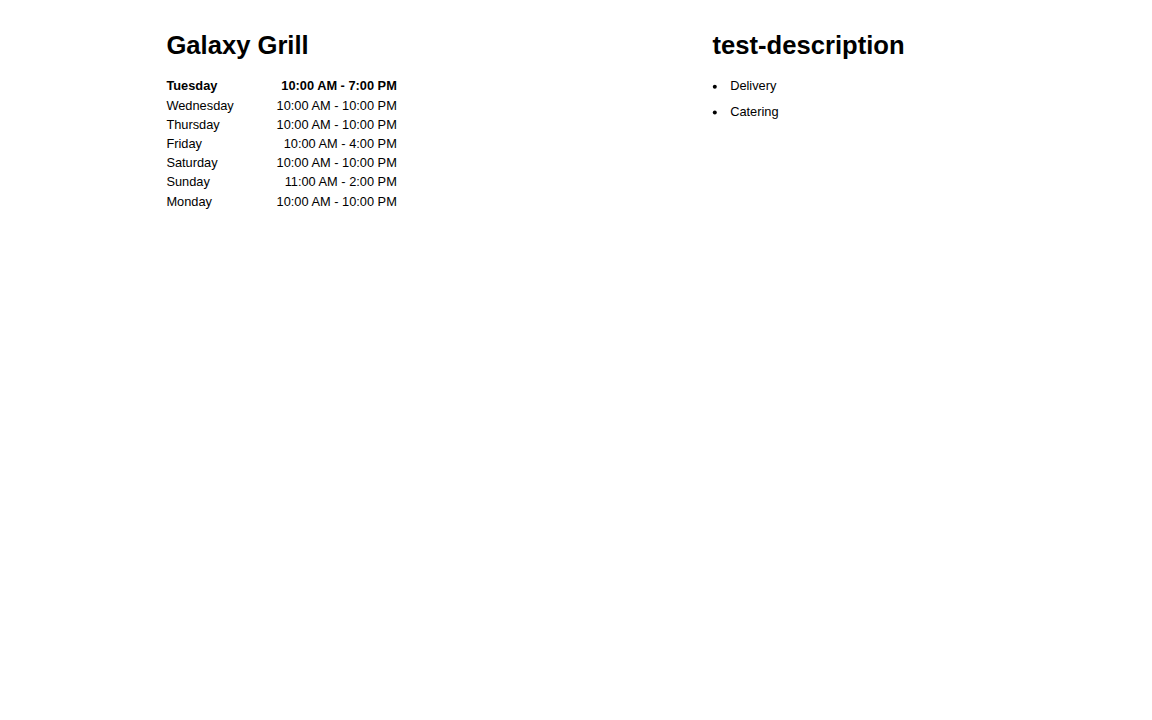 Galaxy Grill
Tuesday 10:00 AM - 7:00 PM
Wednesday 10:00 AM - 10:00 PM
Thursday 10:00 AM - 10:00 PM
Friday 10:00 AM - 4:00 PM
Saturday 10:00 AM - 10:00 PM
Sunday 11:00 AM - 2:00 PM
Monday 10:00 AM - 10:00 PM
test-description
• Delivery
• Catering